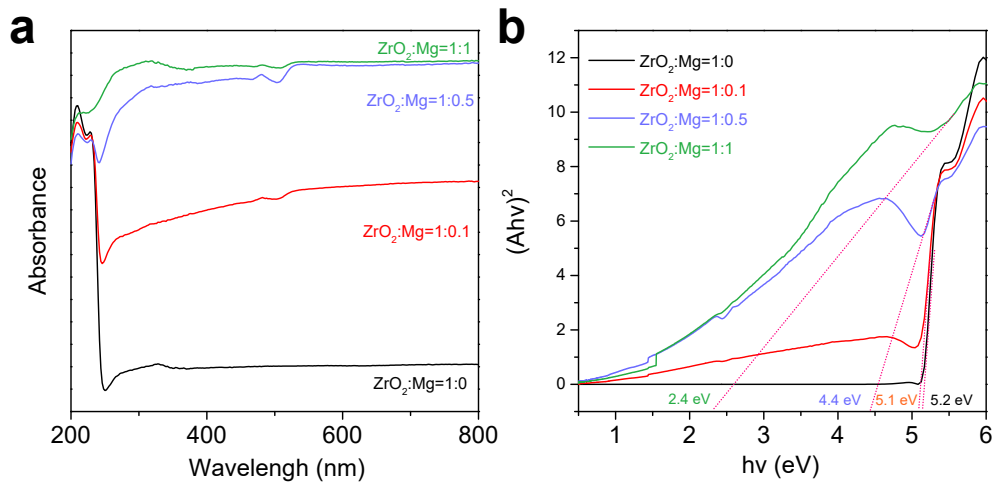 a
ZrO2:Mg=1:1
ZrO2:Mg=1:0.5
ZrO2:Mg=1:0.1
ZrO2:Mg=1:0
Absorbance
200
400
600
800
Wavelengh (nm)
b
ZrO2:Mg=1:0
ZrO2:Mg=1:0.1
ZrO2:Mg=1:0.5
ZrO2:Mg=1:1
(Ahv)2
12
10
8
6
4
2
0
2.4 eV
4.4 eV
5.1 eV
5.2 eV
1
2
3
4
5
6
hv (eV)